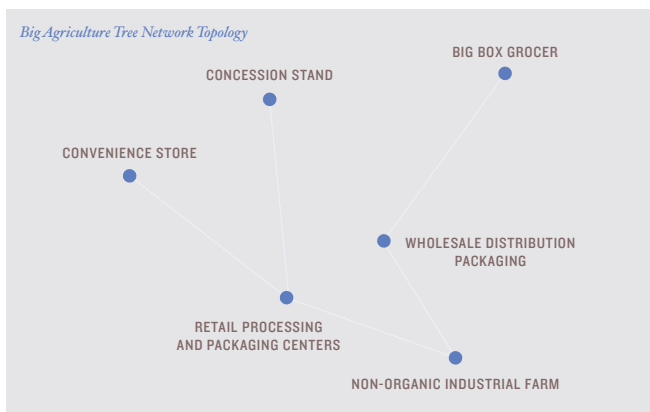 Big Agriculture Tree Network Topology
BIG BOX GROCER
CONCESSION STAND
CONVENIENCE STORE
WHOLESALE DISTRIBUTION
PACKAGING
RETAIL PROCESSING
AND PACKAGING CENTERS
NON-ORGANIC INDUSTRIAL FARM